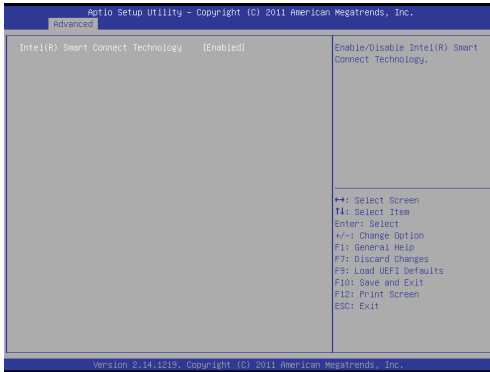 Aptio Setup Utility – Copyright (C) 2011 American Megatrends, Inc.
Advanced
Intel(R) Smart Connect Technology [Enabled]
Enable/Disable Intel(R) Smart
Connect Technology.
↔: Select Screen
↑↓: Select Item
Enter: Select
+/-: Change Option
F1: General Help
F7: Discard Changes
F9: Load UEFI Defaults
F10: Save and Exit
F12: Print Screen
ESC: Exit
Version 2.14.1219. Copyright (C) 2011 American Megatrends, Inc.